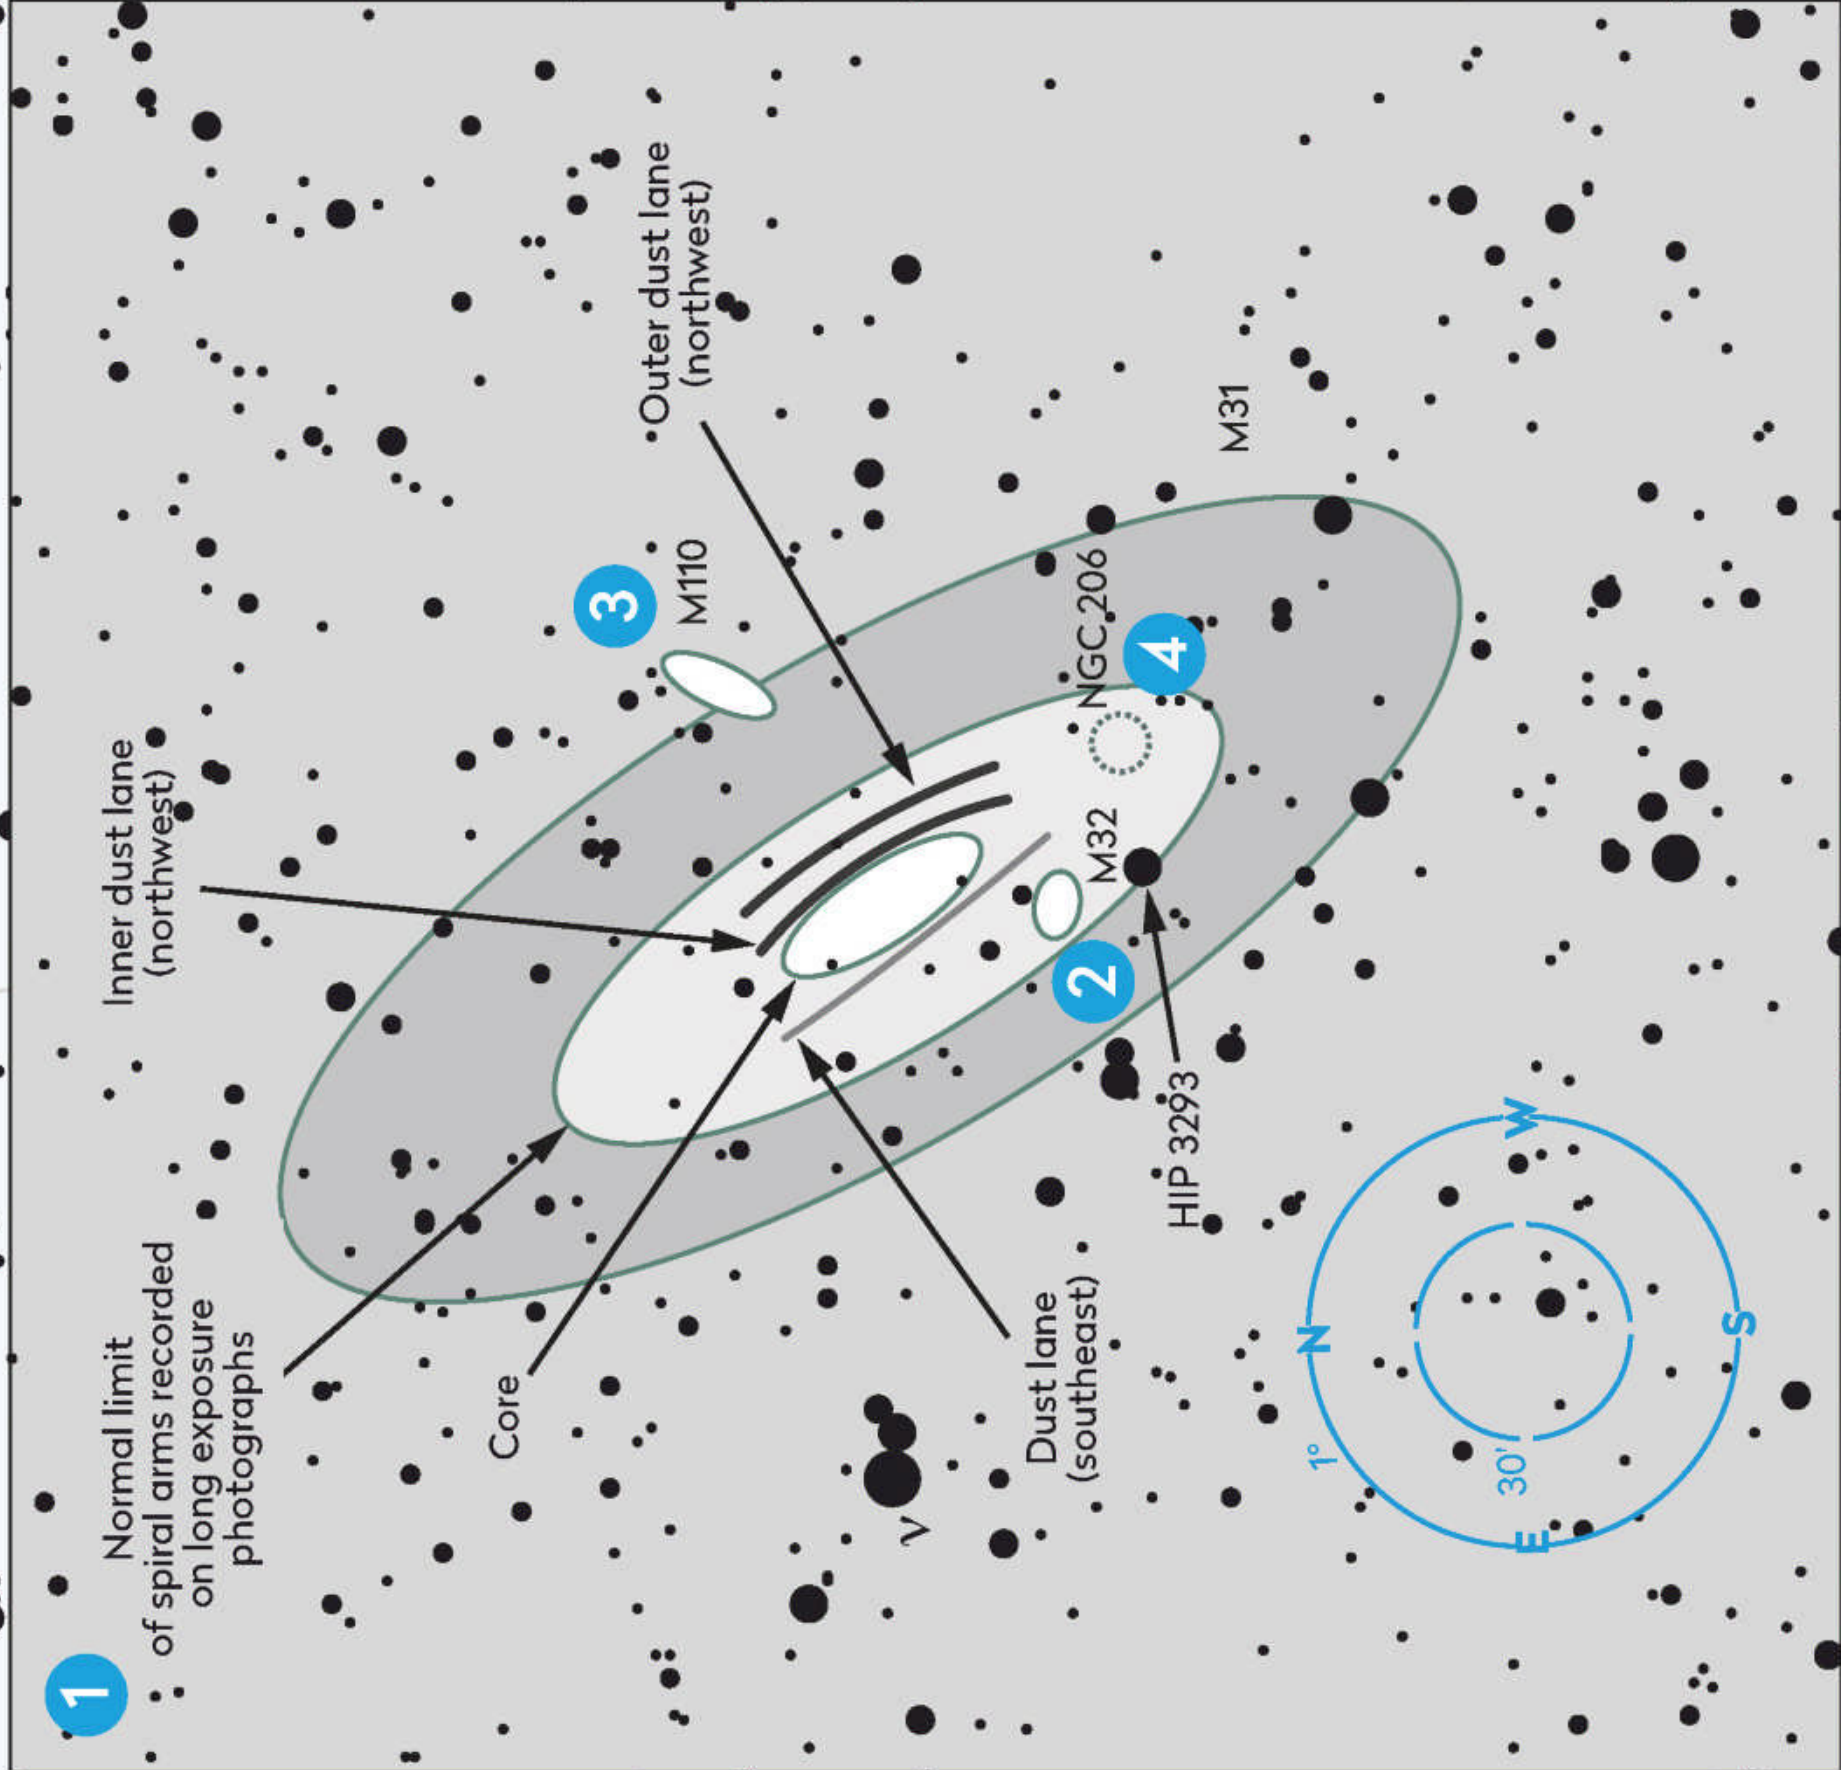 1
Normal limit
of spiral arms recorded
on long exposure
photographs
Inner dust lane
(northwest)
Core
3
M110
Outer dust lane
(northwest)
ν
Dust lane
(southeast)
2
M32
NGC 206
4
HIP 3293
M31
1°
N
30'
E
W
S